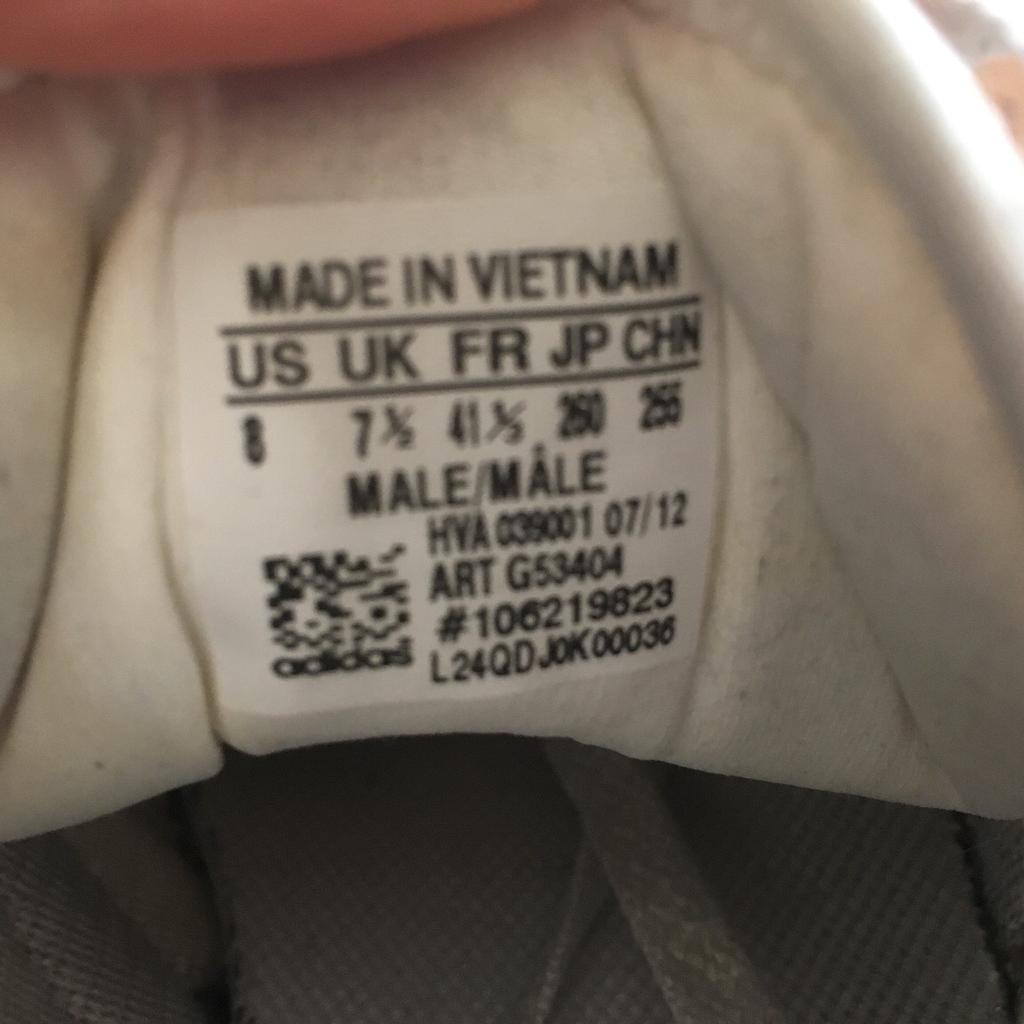 MADE IN VIETNAM
US UK FR JP CHN
8 7½ 41⅓ 260 255
MALE/MÂLE
HVA 039001 07/12
ART G53404
#106219823
L24QDJ0K00036
adidas